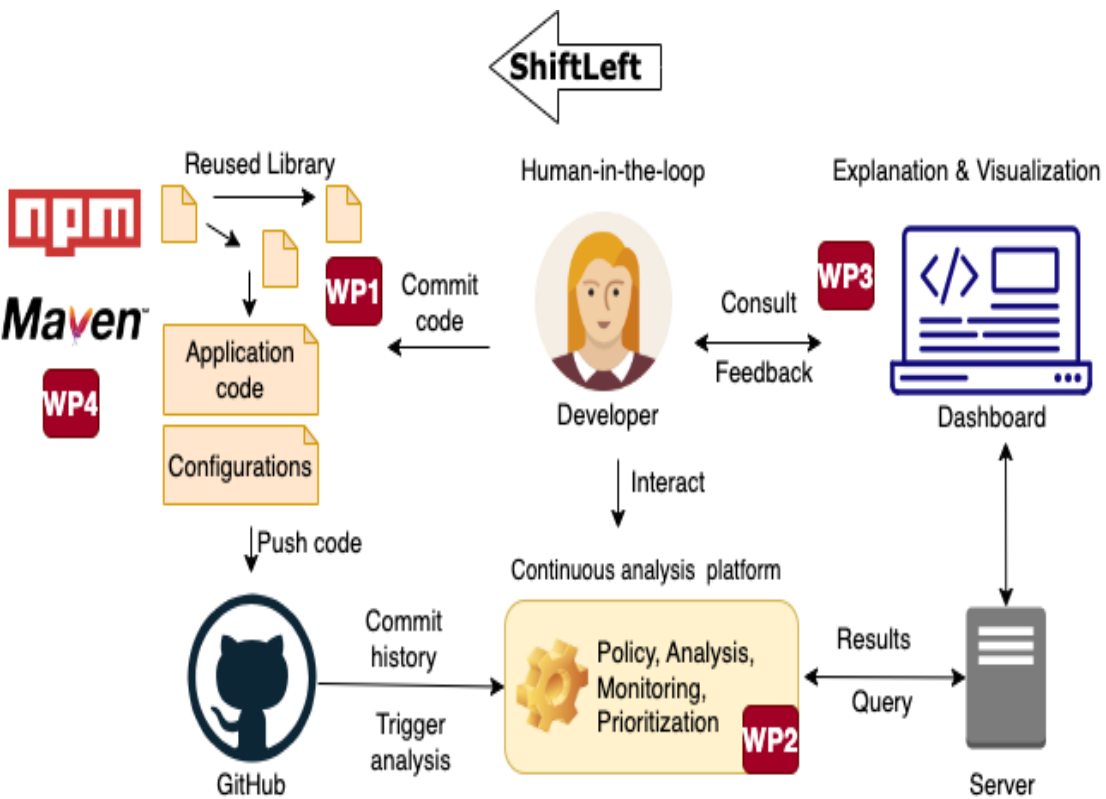 ShiftLeft
Reused Library
Human-in-the-loop
Explanation & Visualization
npm
Maven™
WP4
WP1
Commit
code
Application
code
Configurations
Developer
Consult
Feedback
WP3
Dashboard
Interact
Push code
Continuous analysis platform
GitHub
Commit
history
Trigger
analysis
Policy, Analysis,
Monitoring,
Prioritization
WP2
Results
Query
Server